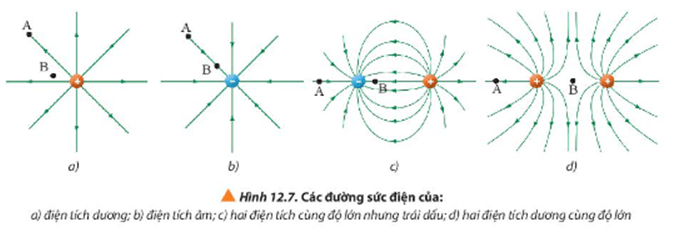 A
B
+
a)
A
B
−
b)
A
−
B
+
c)
A
+
B
+
d)
Hình 12.7. Các đường sức điện của:
a) điện tích dương; b) điện tích âm; c) hai điện tích cùng độ lớn nhưng trái dấu; d) hai điện tích dương cùng độ lớn